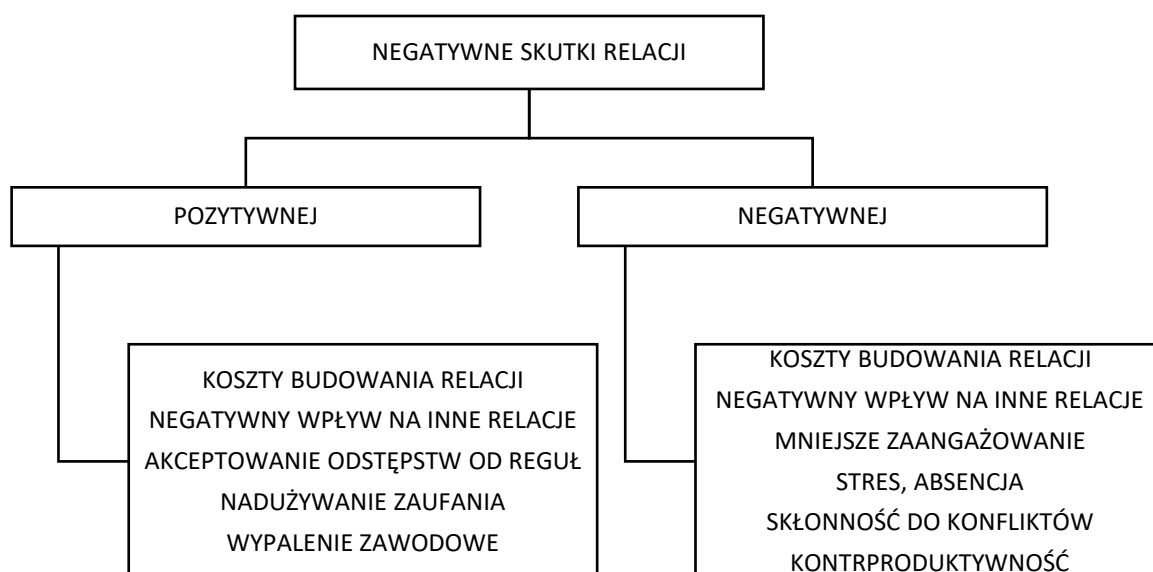 NEGATYWNE SKUTKI RELACJI
POZYTYWNEJ
NEGATYWNEJ
KOSZTY BUDOWANIA RELACJI
NEGATYWNY WPŁYW NA INNE RELACJE
AKCEPTOWANIE ODSTĘPSTW OD REGUŁ
NADUŻYWANIE ZAUFANIA
WYPALENIE ZAWODOWE
KOSZTY BUDOWANIA RELACJI
NEGATYWNY WPŁYW NA INNE RELACJE
MNIEJSZE ZAANGAŻOWANIE
STRES, ABSENCJA
SKŁONNOŚĆ DO KONFLIKTÓW
KONTRPRODUKTYWNOŚĆ